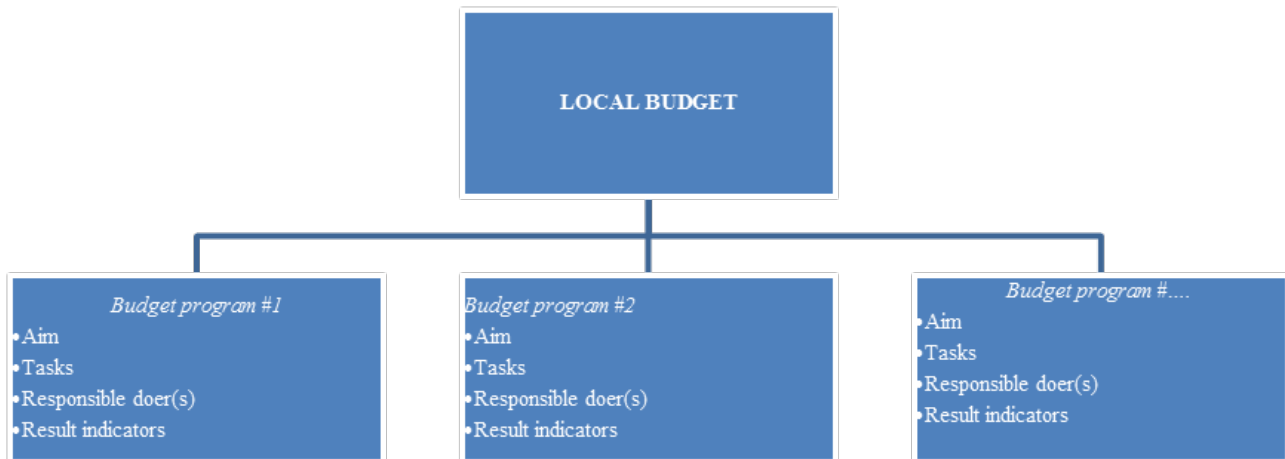 LOCAL BUDGET
Budget program #1
•Aim
•Tasks
•Responsible doer(s)
•Result indicators
Budget program #2
•Aim
•Tasks
•Responsible doer(s)
•Result indicators
Budget program #....
•Aim
•Tasks
•Responsible doer(s)
•Result indicators